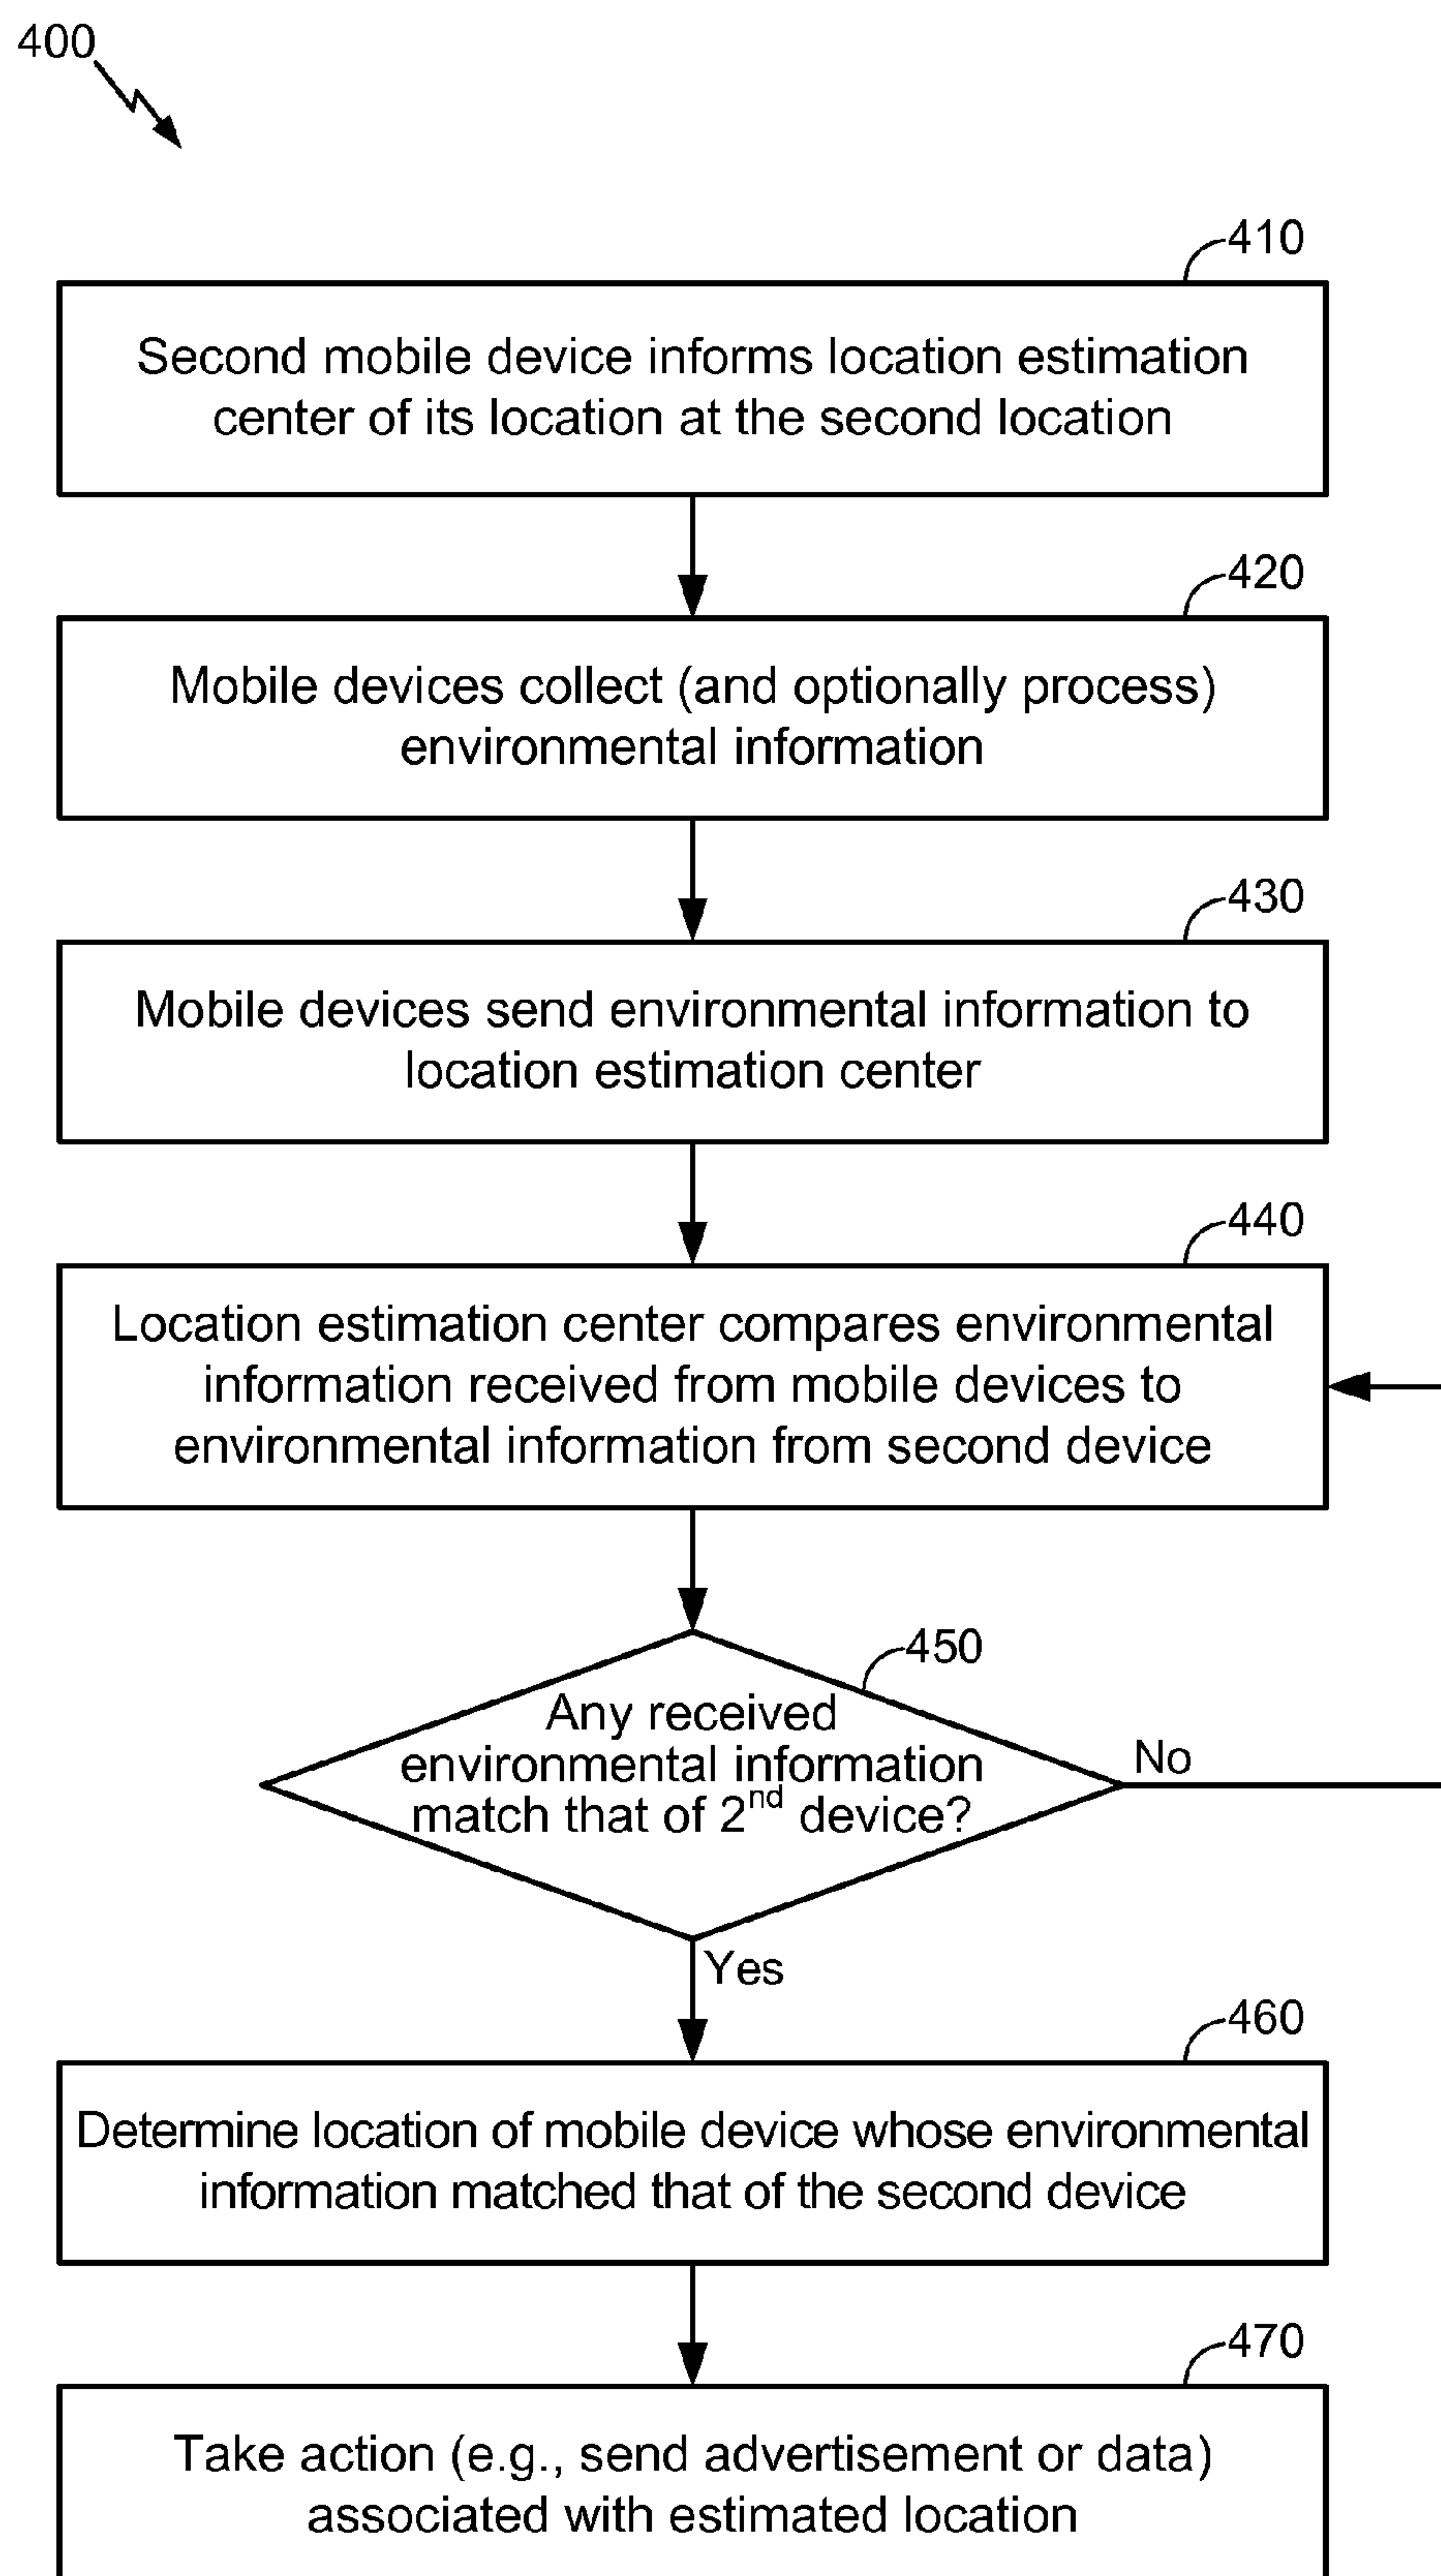 400
410
Second mobile device informs location estimation
center of its location at the second location
420
Mobile devices collect (and optionally process)
environmental information
430
Mobile devices send environmental information to
location estimation center
440
Location estimation center compares environmental
information received from mobile devices to
environmental information from second device
450
Any received
environmental information
match that of 2nd device?
No
Yes
460
Determine location of mobile device whose environmental
information matched that of the second device
470
Take action (e.g., send advertisement or data)
associated with estimated location